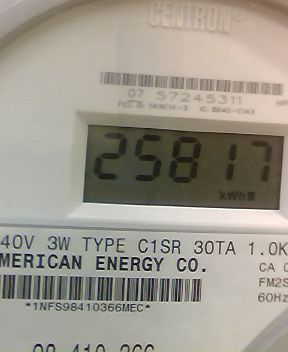 CENTRON®
07 57245311
25817
kWh
40V 3W TYPE C1SR 30TA 1.0K
MERICAN ENERGY CO.
CA
FM2S
60Hz
*1NFS98410366MEC*